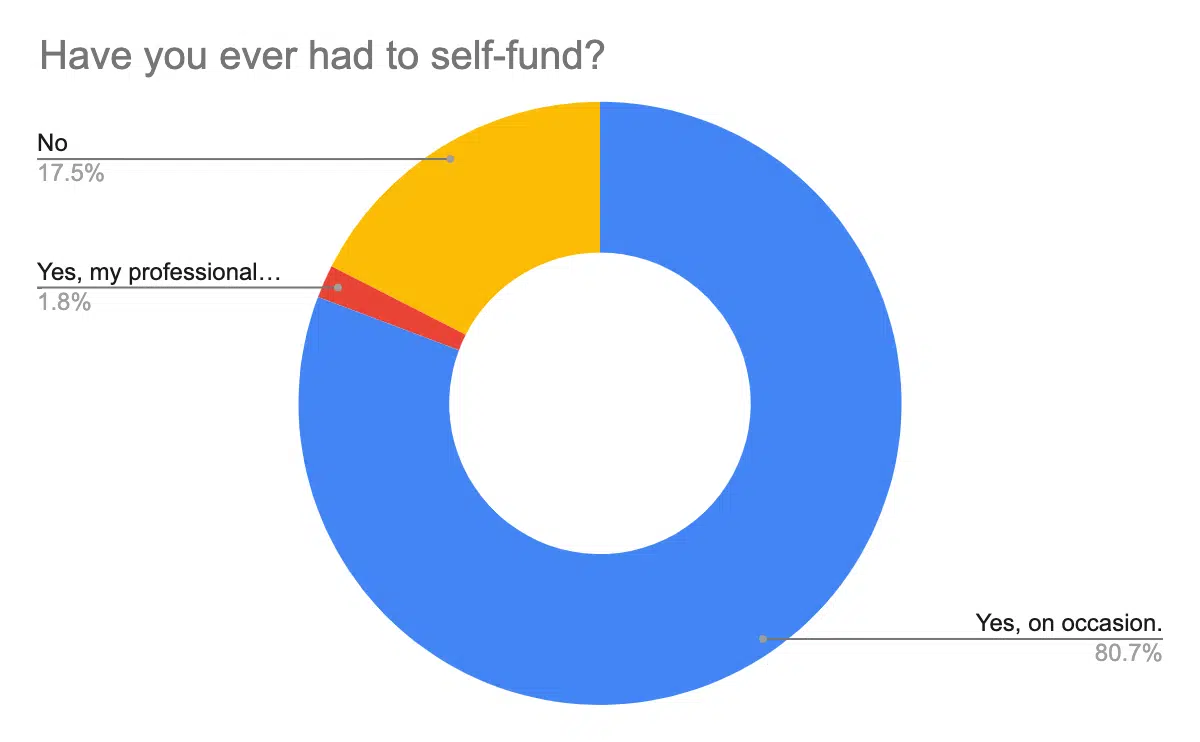 Have you ever had to self-fund?
No
17.5%
Yes, my professional…
1.8%
Yes, on occasion.
80.7%